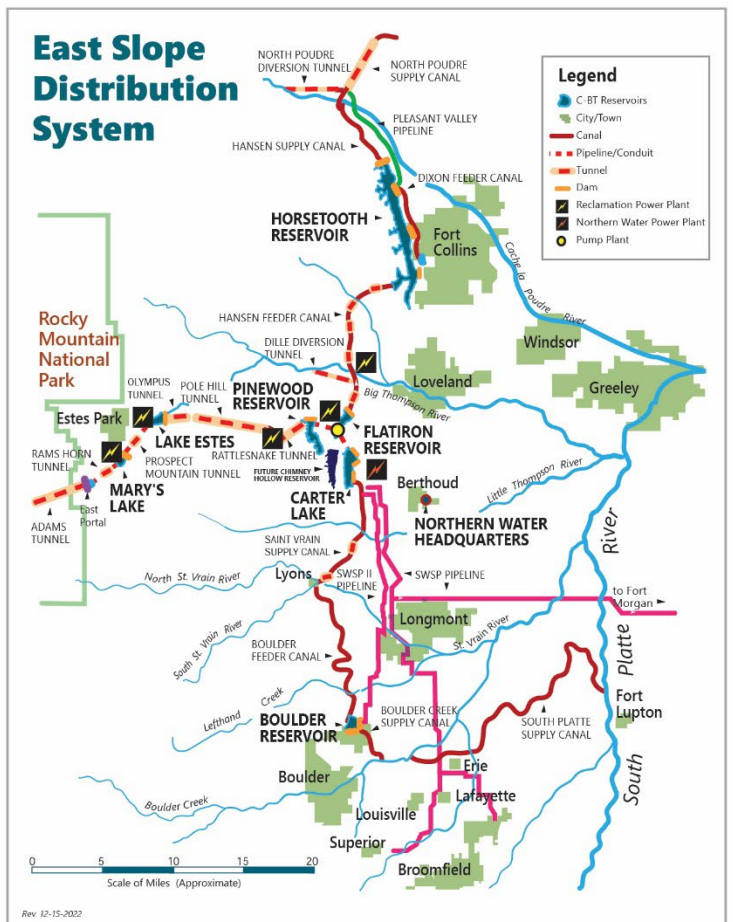 East Slope
Distribution
System
NORTH POUDRE
DIVERSION TUNNEL
NORTH POUDRE
SUPPLY CANAL
PLEASANT VALLEY
PIPELINE
HANSEN SUPPLY CANAL
DIXON FEEDER CANAL
Legend
C-BT Reservoirs
City/Town
Canal
Pipeline/Conduit
Tunnel
Dam
Reclamation Power Plant
Northern Water Power Plant
Pump Plant
HORSETOOTH
RESERVOIR
Fort
Collins
Cache la
Poudre
River
HANSEN FEEDER CANAL
Windsor
Rocky
Mountain
National
Park
DILLE DIVERSION
TUNNEL
Loveland
Greeley
OLYMPUS
TUNNEL
POLE HILL
TUNNEL
PINEWOOD
RESERVOIR
Big Thompson River
Estes Park
LAKE ESTES
RATTLESNAKE TUNNEL
FLATIRON
RESERVOIR
RAMS HORN
TUNNEL
PROSPECT
MOUNTAIN TUNNEL
FUTURE CHIMNEY
HOLLOW RESERVOIR
MARY'S
LAKE
CARTER
LAKE
Berthoud
Little Thompson River
East
Portal
ADAMS
TUNNEL
NORTHERN WATER
HEADQUARTERS
SAINT VRAIN
SUPPLY CANAL
River
North St. Vrain River
Lyons
SWSP II
PIPELINE
SWSP PIPELINE
to Fort
Morgan
South St. Vrain River
Longmont
St. Vrain River
Platte
BOULDER
FEEDER CANAL
Lefthand Creek
BOULDER
RESERVOIR
BOULDER CREEK
SUPPLY CANAL
SOUTH PLATTE
SUPPLY CANAL
Fort
Lupton
Boulder
Erie
South
Boulder Creek
Lafayette
Louisville
Superior
Broomfield
0 5 10 15 20
Scale of Miles (Approximate)
Rev. 12-15-2022